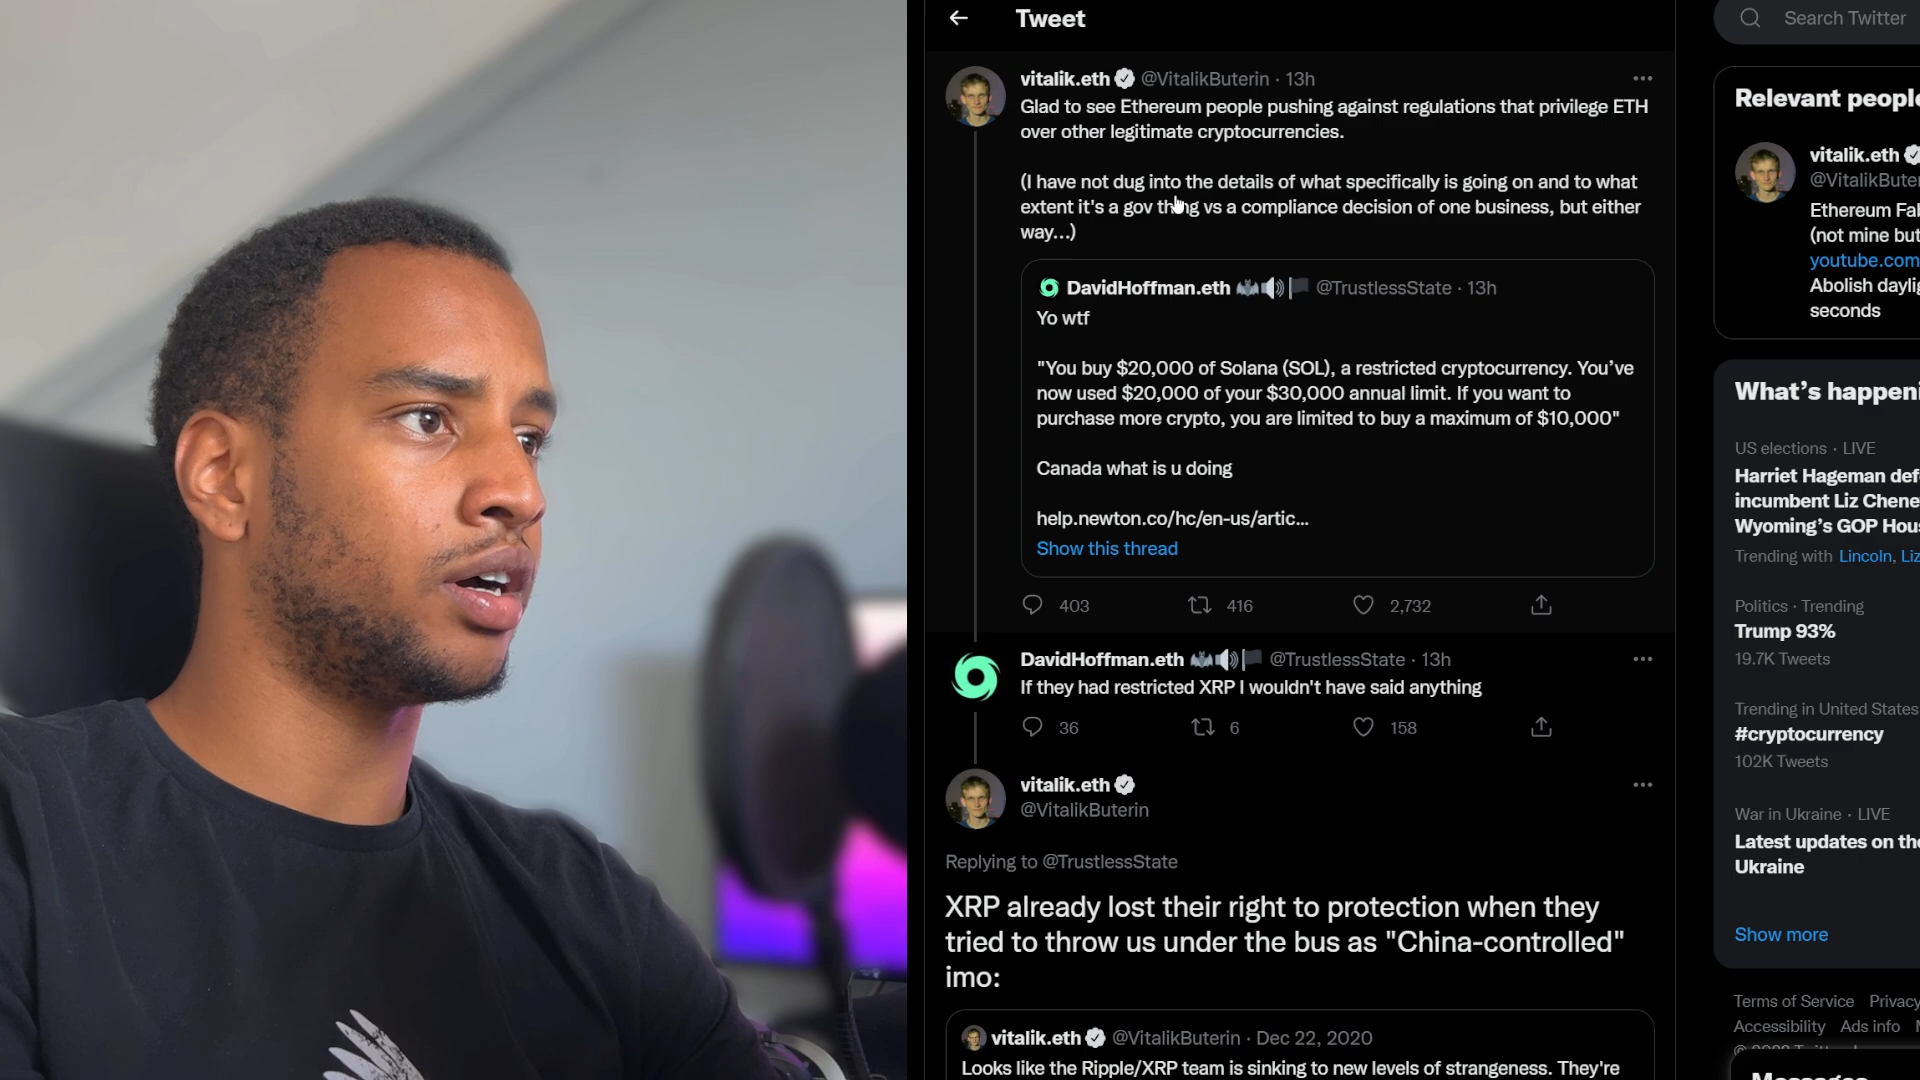 Tweet
Search Twitter
vitalik.eth @VitalikButerin · 13h
Glad to see Ethereum people pushing against regulations that privilege ETH
over other legitimate cryptocurrencies.
(I have not dug into the details of what specifically is going on and to what
extent it's a gov thing vs a compliance decision of one business, but either
way...)
DavidHoffman.eth @TrustlessState · 13h
Yo wtf
"You buy $20,000 of Solana (SOL), a restricted cryptocurrency. You've
now used $20,000 of your $30,000 annual limit. If you want to
purchase more crypto, you are limited to buy a maximum of $10,000"
Canada what is u doing
help.newton.co/hc/en-us/artic...
Show this thread
403 416 2,732
DavidHoffman.eth @TrustlessState · 13h
If they had restricted XRP I wouldn't have said anything
36 6 158
vitalik.eth
@VitalikButerin
Replying to @TrustlessState
XRP already lost their right to protection when they
tried to throw us under the bus as "China-controlled"
imo:
vitalik.eth @VitalikButerin · Dec 22, 2020
Looks like the Ripple/XRP team is sinking to new levels of strangeness. They're
Relevant people
vitalik.eth
@VitalikButer
Ethereum Fab
(not mine but
youtube.com
Abolish daylig
seconds
What's happeni
US elections · LIVE
Harriet Hageman def
incumbent Liz Chene
Wyoming's GOP Hous
Trending with Lincoln, Liz
Politics · Trending
Trump 93%
19.7K Tweets
Trending in United States
#cryptocurrency
102K Tweets
War in Ukraine · LIVE
Latest updates on the
Ukraine
Show more
Terms of Service Privacy
Accessibility Ads info
Messages